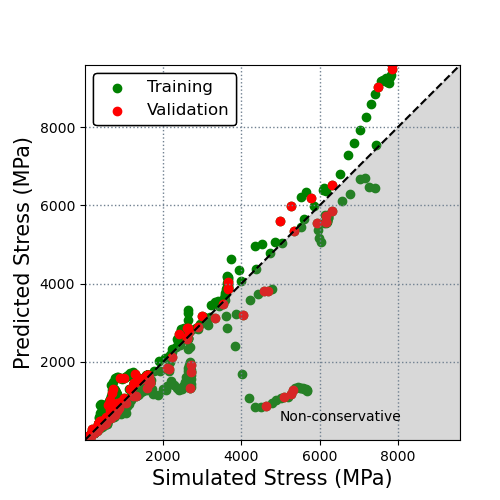 Training
Validation
8000
6000
4000
2000
Predicted Stress (MPa)
Non-conservative
2000 4000 6000 8000
Simulated Stress (MPa)